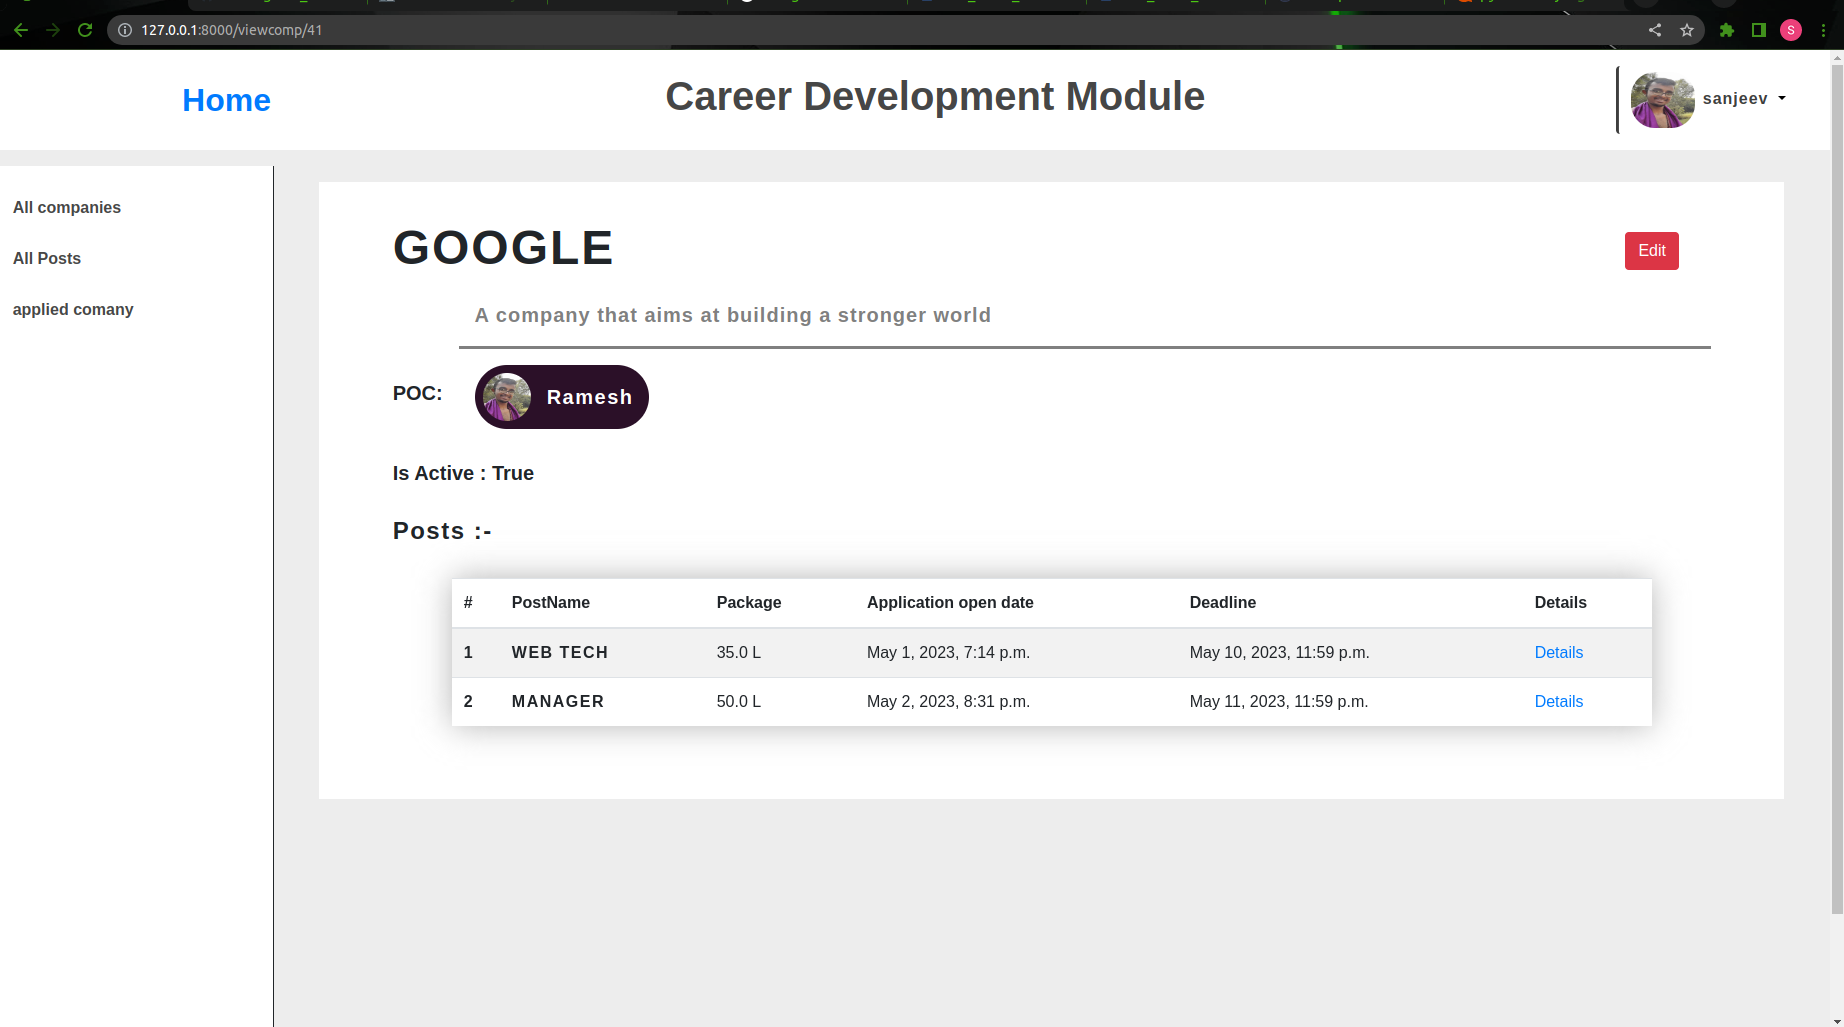 127.0.0.1:8000/viewcomp/41
S
Home
Career Development Module
sanjeev
All companies
All Posts
applied comany
GOOGLE
Edit
A company that aims at building a stronger world
POC:
Ramesh
Is Active : True
Posts :-
# PostName Package Application open date Deadline Details
1 WEB TECH 35.0 L May 1, 2023, 7:14 p.m. May 10, 2023, 11:59 p.m. Details
2 MANAGER 50.0 L May 2, 2023, 8:31 p.m. May 11, 2023, 11:59 p.m. Details